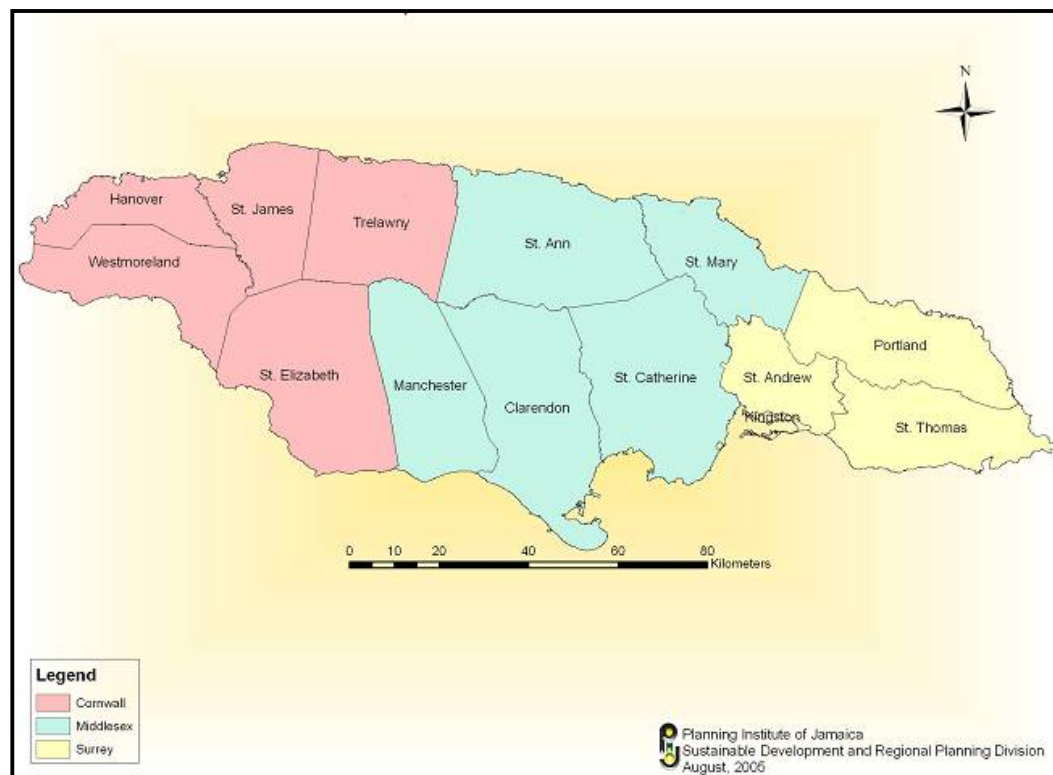 N
Hanover
St. James
Trelawny
Westmoreland
St. Ann
St. Mary
St. Elizabeth
Manchester
Clarendon
St. Catherine
St. Andrew
Kingston
Portland
St. Thomas
0 10 20 40 60 80
Kilometers
Legend
Cornwall
Middlesex
Surrey
Planning Institute of Jamaica
Sustainable Development and Regional Planning Division
August, 2005